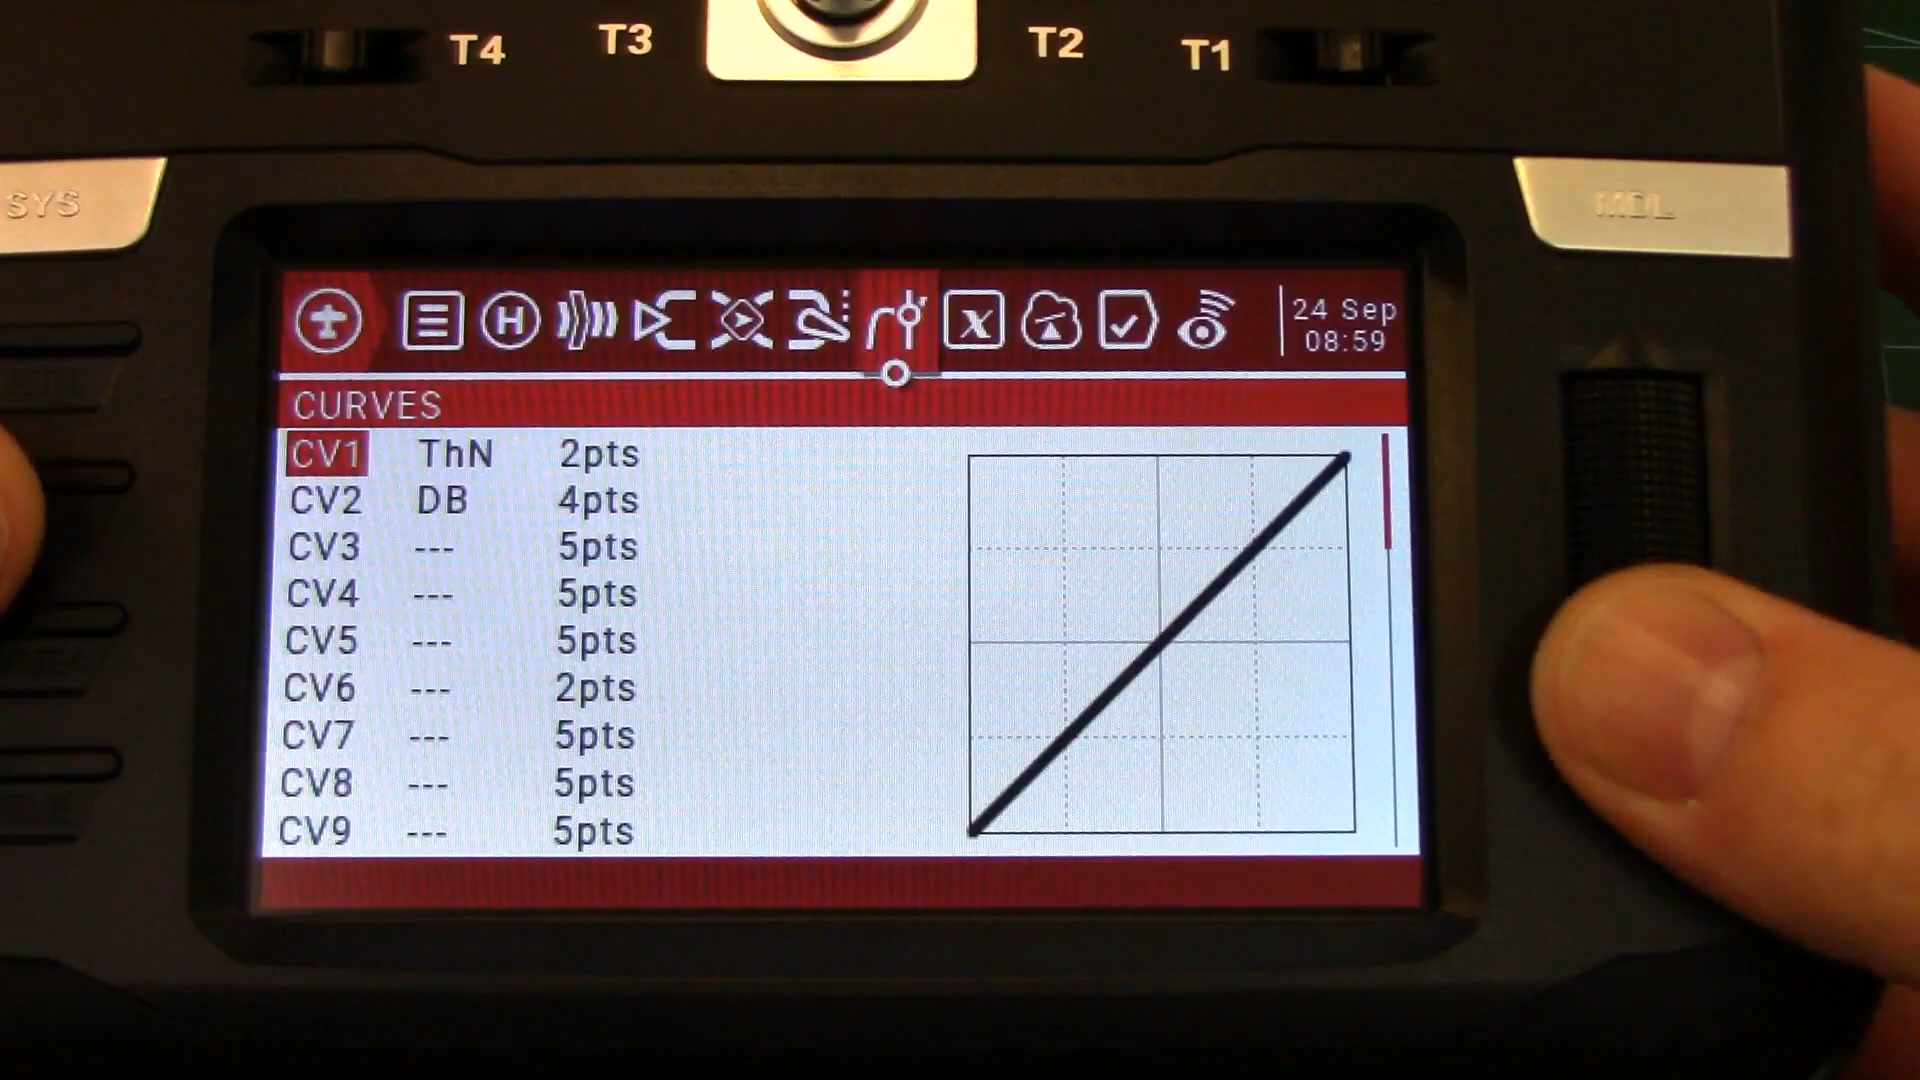 T4 T3 T2 T1
SYS
MDL
H
x
24 Sep
08:59
CURVES
CV1 ThN 2pts
CV2 DB 4pts
CV3 --- 5pts
CV4 --- 5pts
CV5 --- 5pts
CV6 --- 2pts
CV7 --- 5pts
CV8 --- 5pts
CV9 --- 5pts